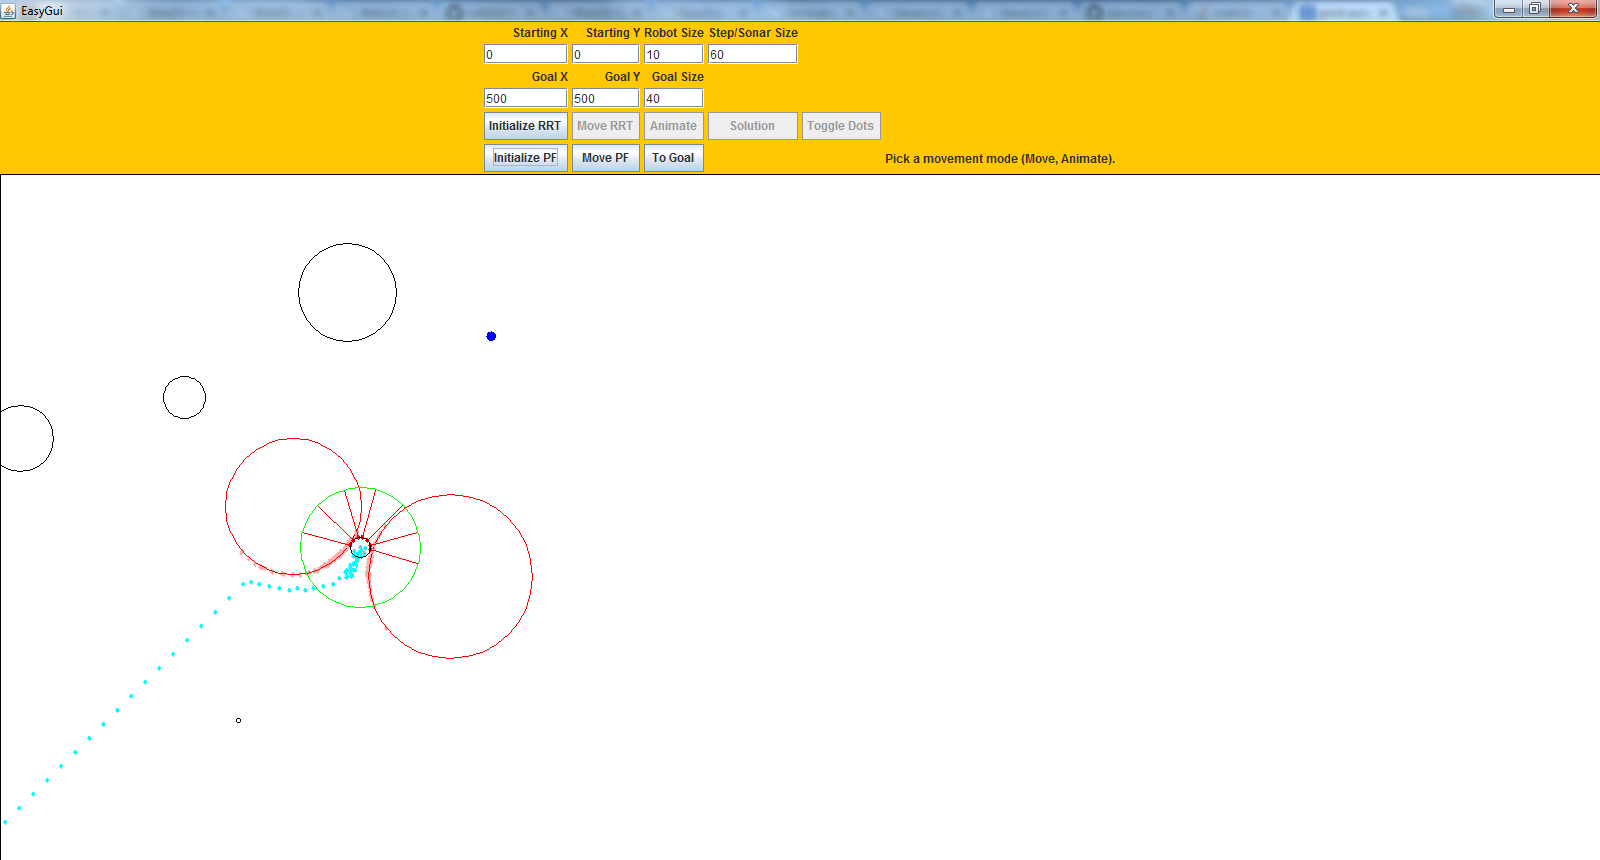 EasyGui
Starting X Starting Y Robot Size Step/Sonar Size
0 0 10 60
Goal X Goal Y Goal Size
500 500 40
Initialize RRT Move RRT Animate Solution Toggle Dots
Initialize PF Move PF To Goal Pick a movement mode (Move, Animate).